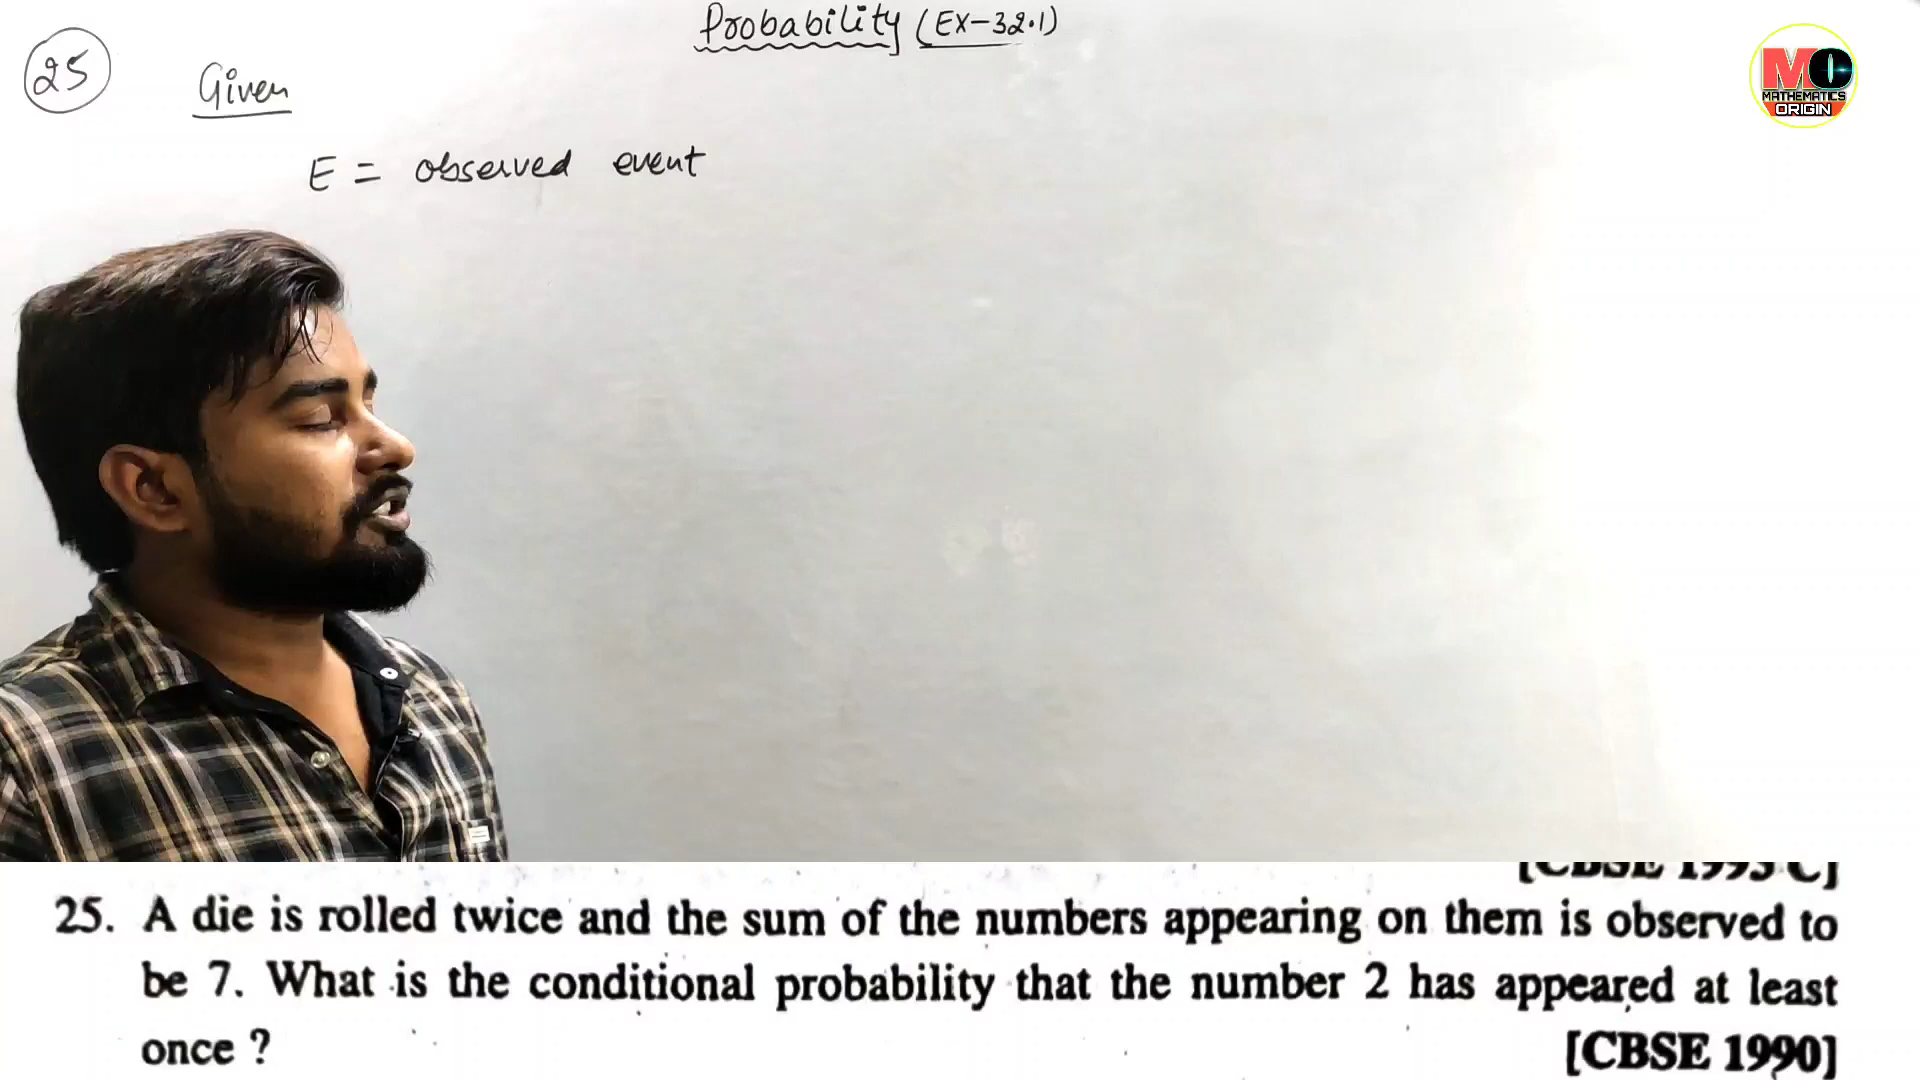 Probability (EX-32.1)
25
Given
E = observed event
MO
MATHEMATICS
ORIGIN
25. A die is rolled twice and the sum of the numbers appearing on them is observed to
be 7. What is the conditional probability that the number 2 has appeared at least
once ? [CBSE 1990]